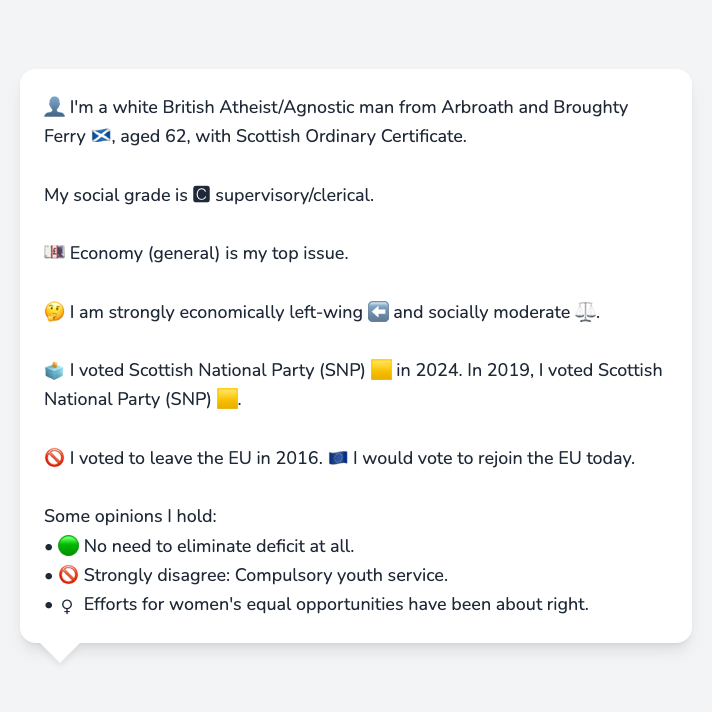 👤 I'm a white British Atheist/Agnostic man from Arbroath and Broughty
Ferry 🏴󠁧󠁢󠁳󠁣󠁴󠁿, aged 62, with Scottish Ordinary Certificate.
My social grade is 🅲 supervisory/clerical.
💷 Economy (general) is my top issue.
🤔 I am strongly economically left-wing ⬅️ and socially moderate ⚖️.
🗳️ I voted Scottish National Party (SNP) 🟨 in 2024. In 2019, I voted Scottish
National Party (SNP) 🟨.
🚫 I voted to leave the EU in 2016. 🇪🇺 I would vote to rejoin the EU today.
Some opinions I hold:
• 🟢 No need to eliminate deficit at all.
• 🚫 Strongly disagree: Compulsory youth service.
• ♀ Efforts for women's equal opportunities have been about right.